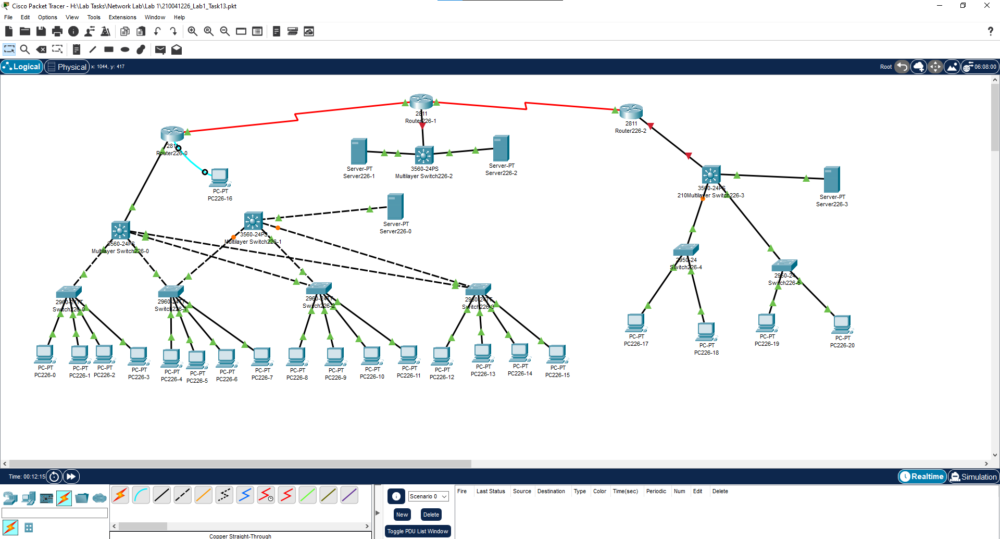 Cisco Packet Tracer - H:\Lab Tasks\Network Lab\Lab 1\210041226_Lab1_Task13.pkt
File Edit Options View Tools Extensions Window Help
?
Logical Physical x: 1044, y: 417 Root 06:08:00
2811
Router226-1
2811
Router226-2
2811
Router226-0
PC-PT
PC226-16
Server-PT
Server226-1
3560-24PS
Multilayer Switch226-2
Server-PT
Server226-2
3560-24PS
210Multilayer Switch226-3
Server-PT
Server226-3
Server-PT
Server226-0
3560-24PS
Multilayer Switch226-1
3560-24PS
Multilayer Switch226-0
2950-24
Switch226-4
2950-24
Switch226-5
2960-24TT
Switch226-0
2960-24TT
Switch226-1
2960-24TT
Switch226-2
2960-24TT
Switch226-3
PC-PT
PC226-17
PC-PT
PC226-18
PC-PT
PC226-19
PC-PT
PC226-20
PC-PT
PC226-0
PC-PT
PC226-1
PC-PT
PC226-2
PC-PT
PC226-3
PC-PT
PC226-4
PC-PT
PC226-5
PC-PT
PC226-6
PC-PT
PC226-7
PC-PT
PC226-8
PC-PT
PC226-9
PC-PT
PC226-10
PC-PT
PC226-11
PC-PT
PC226-12
PC-PT
PC226-13
PC-PT
PC226-14
PC-PT
PC226-15
Time: 00:12:15 Realtime Simulation
Scenario 0
New Delete
Toggle PDU List Window
Fire Last Status Source Destination Type Color Time(sec) Periodic Num Edit Delete
Copper Straight-Through